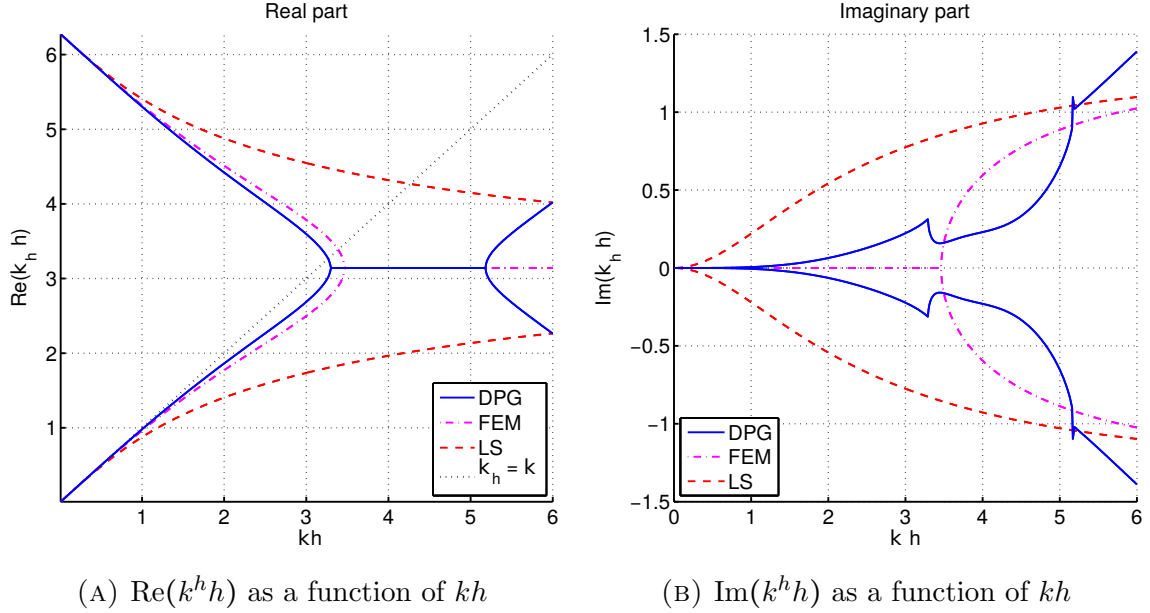 Real part
6
5
4
3
2
1
Re(k_h h)
1 2 3 4 5 6
kh
DPG
FEM
LS
k_h = k
(A) Re(k^h h) as a function of kh
Imaginary part
1.5
1
0.5
0
−0.5
−1
−1.5
Im(k_h h)
0 1 2 3 4 5 6
k h
DPG
FEM
LS
(B) Im(k^h h) as a function of kh